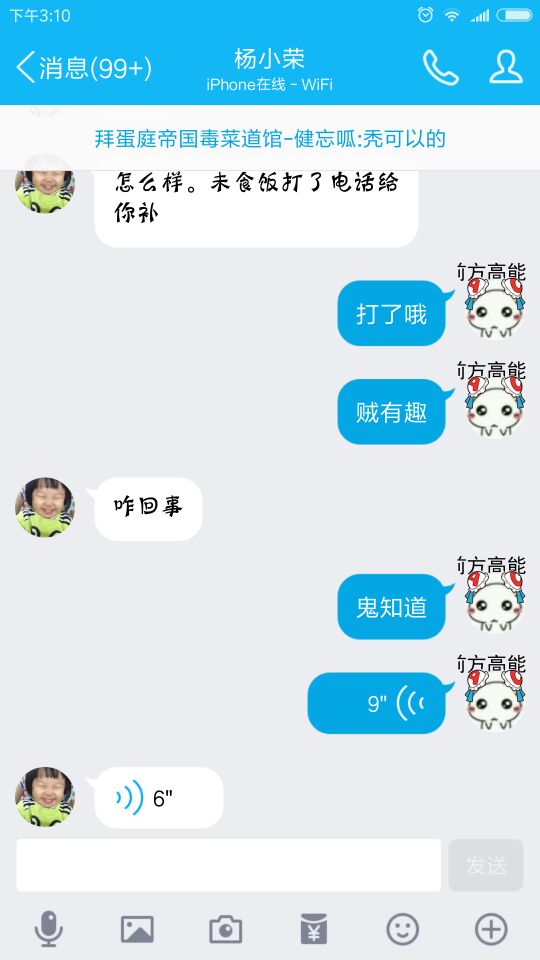 下午3:10
消息(99+)
杨小荣
iPhone在线 - WiFi
拜蛋庭帝国毒菜道馆-健忘呱:秃可以的
怎么样。未食饭打了电话给
你补
前方高能
打了哦
前方高能
贼有趣
咋回事
前方高能
鬼知道
前方高能
9"
6"
发送